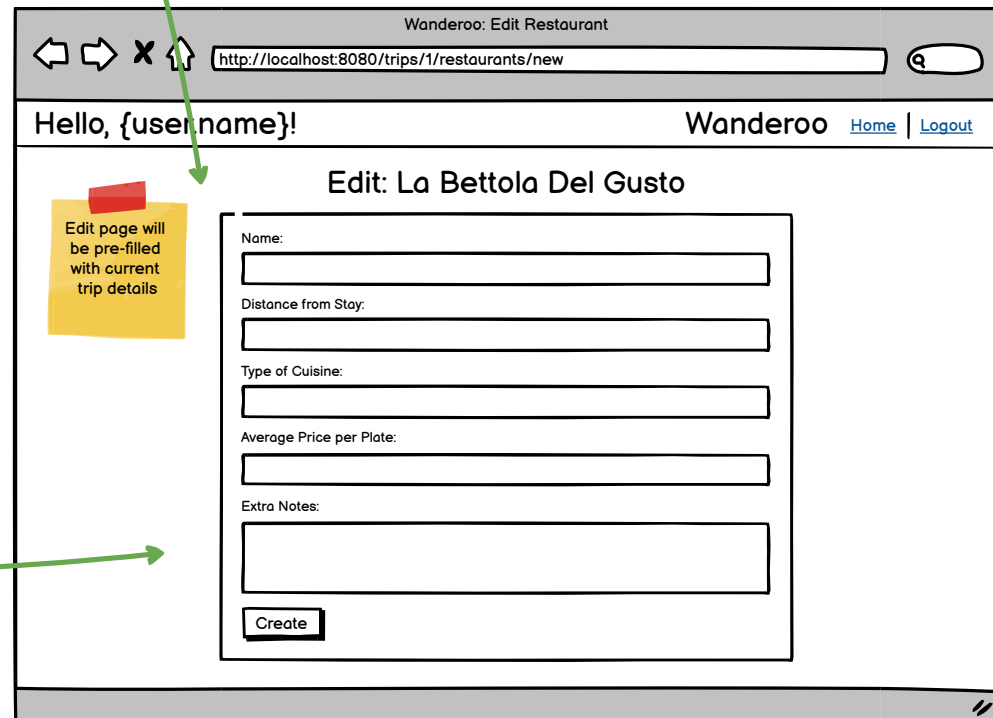 Wanderoo: Edit Restaurant
http://localhost:8080/trips/1/restaurants/new
Hello, {username}!
Wanderoo
Home | Logout
Edit: La Bettola Del Gusto
Edit page will
be pre-filled
with current
trip details
Name:
Distance from Stay:
Type of Cuisine:
Average Price per Plate:
Extra Notes:
Create